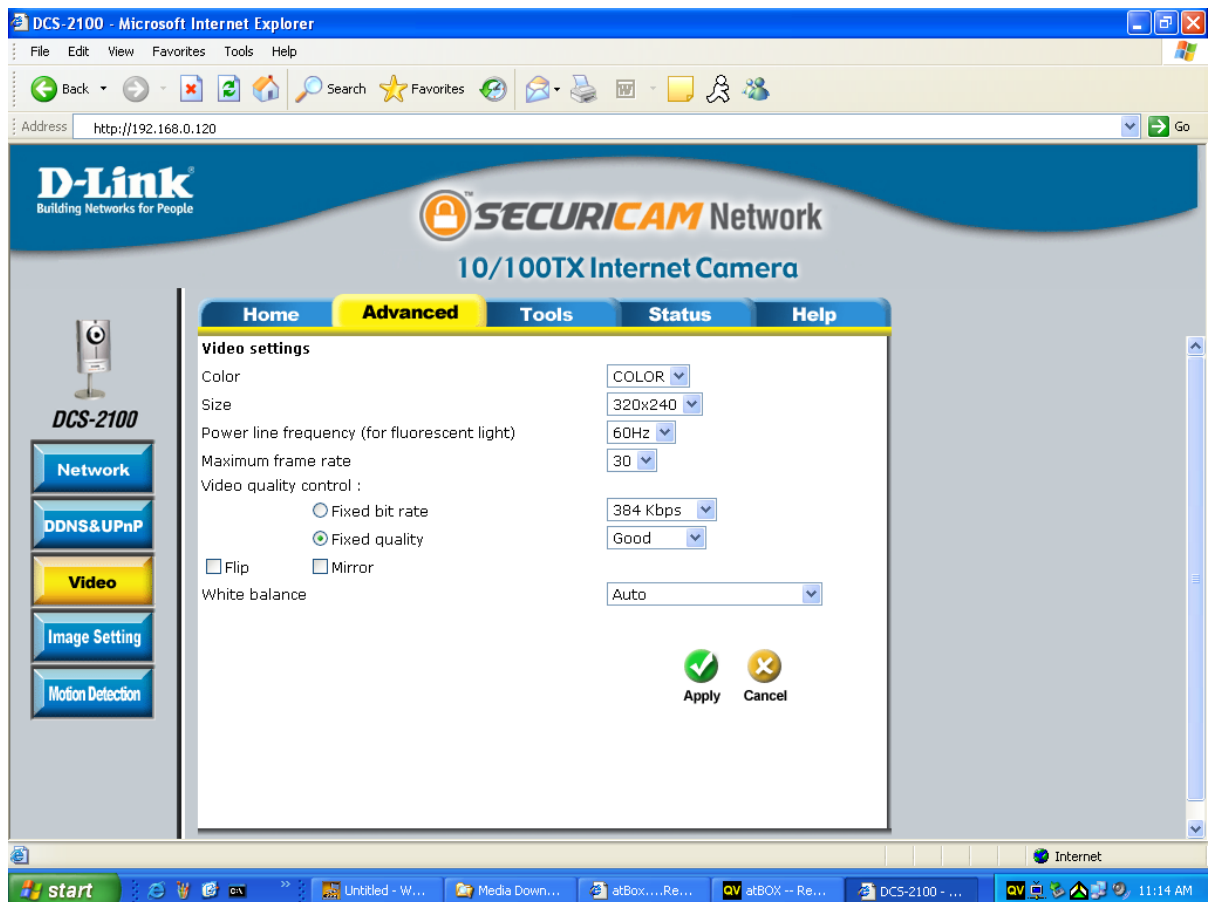 DCS-2100 - Microsoft Internet Explorer
File Edit View Favorites Tools Help
Back Search Favorites
Address http://192.168.0.120 Go
D-Link®
Building Networks for People
SECURICAM™ Network
10/100TX Internet Camera
Home Advanced Tools Status Help
DCS-2100
Network
DDNS&UPnP
Video
Image Setting
Motion Detection
Video settings
Color COLOR
Size 320x240
Power line frequency (for fluorescent light) 60Hz
Maximum frame rate 30
Video quality control :
Fixed bit rate 384 Kbps
Fixed quality Good
Flip Mirror
White balance Auto
Apply Cancel
Internet
start Untitled - W... Media Down... atBox....Re... QV atBOX -- Re... DCS-2100 - ... QV 11:14 AM